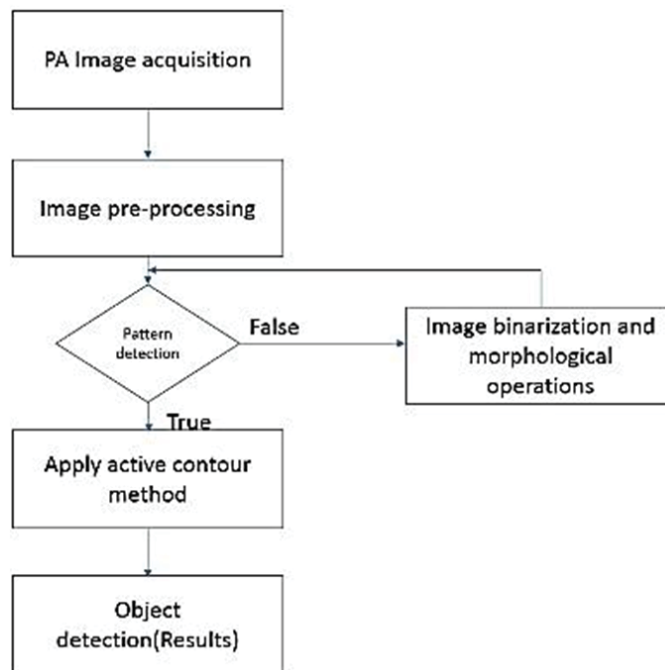 PA Image acquisition
Image pre-processing
Pattern
detection
False
Image binarization and
morphological
operations
True
Apply active contour
method
Object
detection(Results)